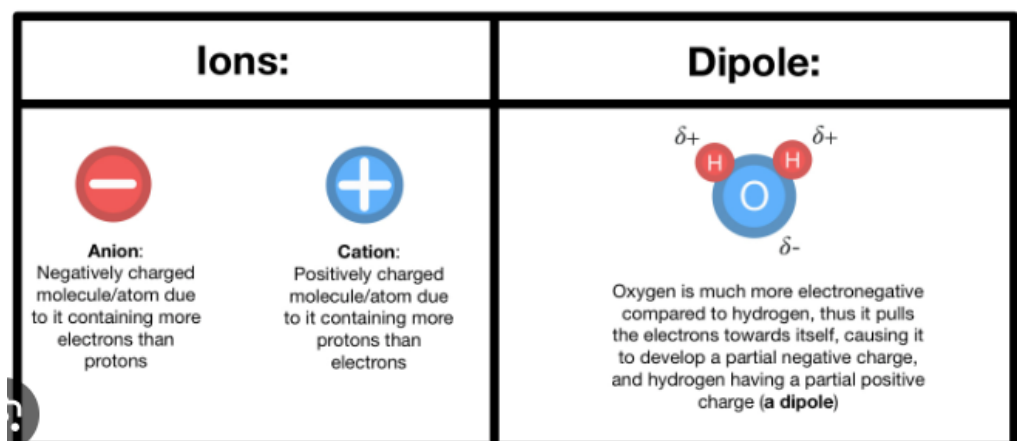 Ions:
Dipole:
−
+
Anion:
Negatively charged
molecule/atom due
to it containing more
electrons than
protons
Cation:
Positively charged
molecule/atom due
to it containing more
protons than
electrons
δ+
δ+
H
H
O
δ-
Oxygen is much more electronegative
compared to hydrogen, thus it pulls
the electrons towards itself, causing it
to develop a partial negative charge,
and hydrogen having a partial positive
charge (a dipole)